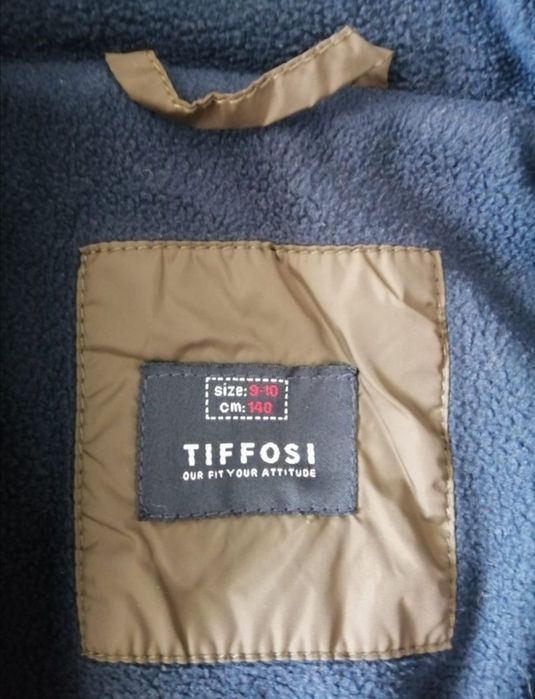 size: 9-10
cm: 140
TIFFOSI
OUR FIT YOUR ATTITUDE